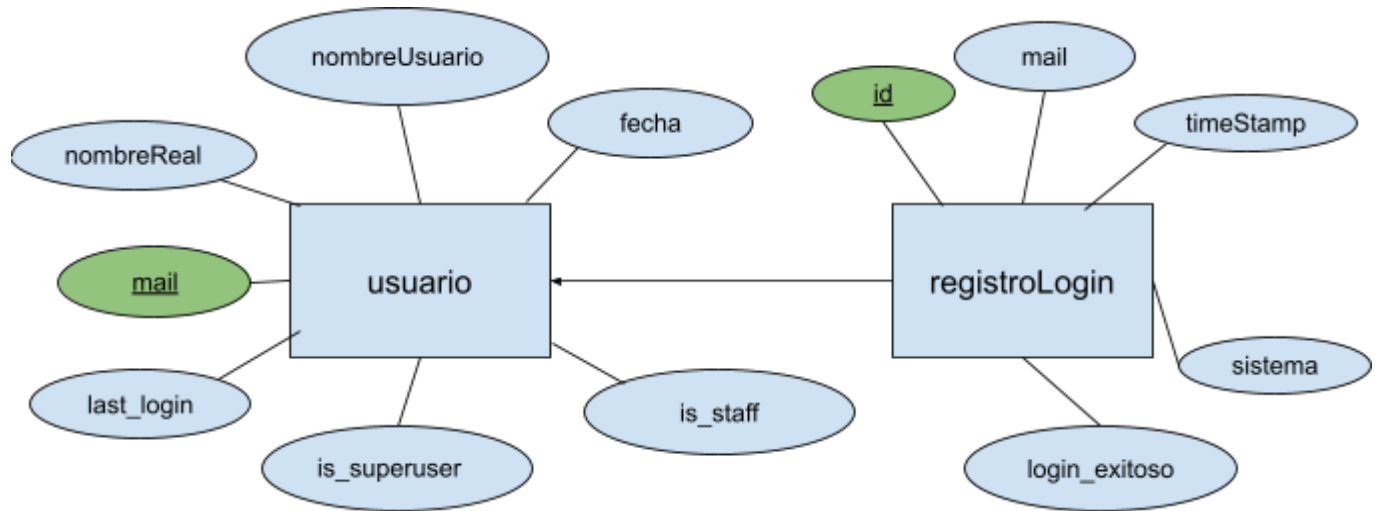 nombreUsuario
mail
id
fecha
timeStamp
nombreReal
mail
usuario
registroLogin
sistema
last_login
is_staff
is_superuser
login_exitoso